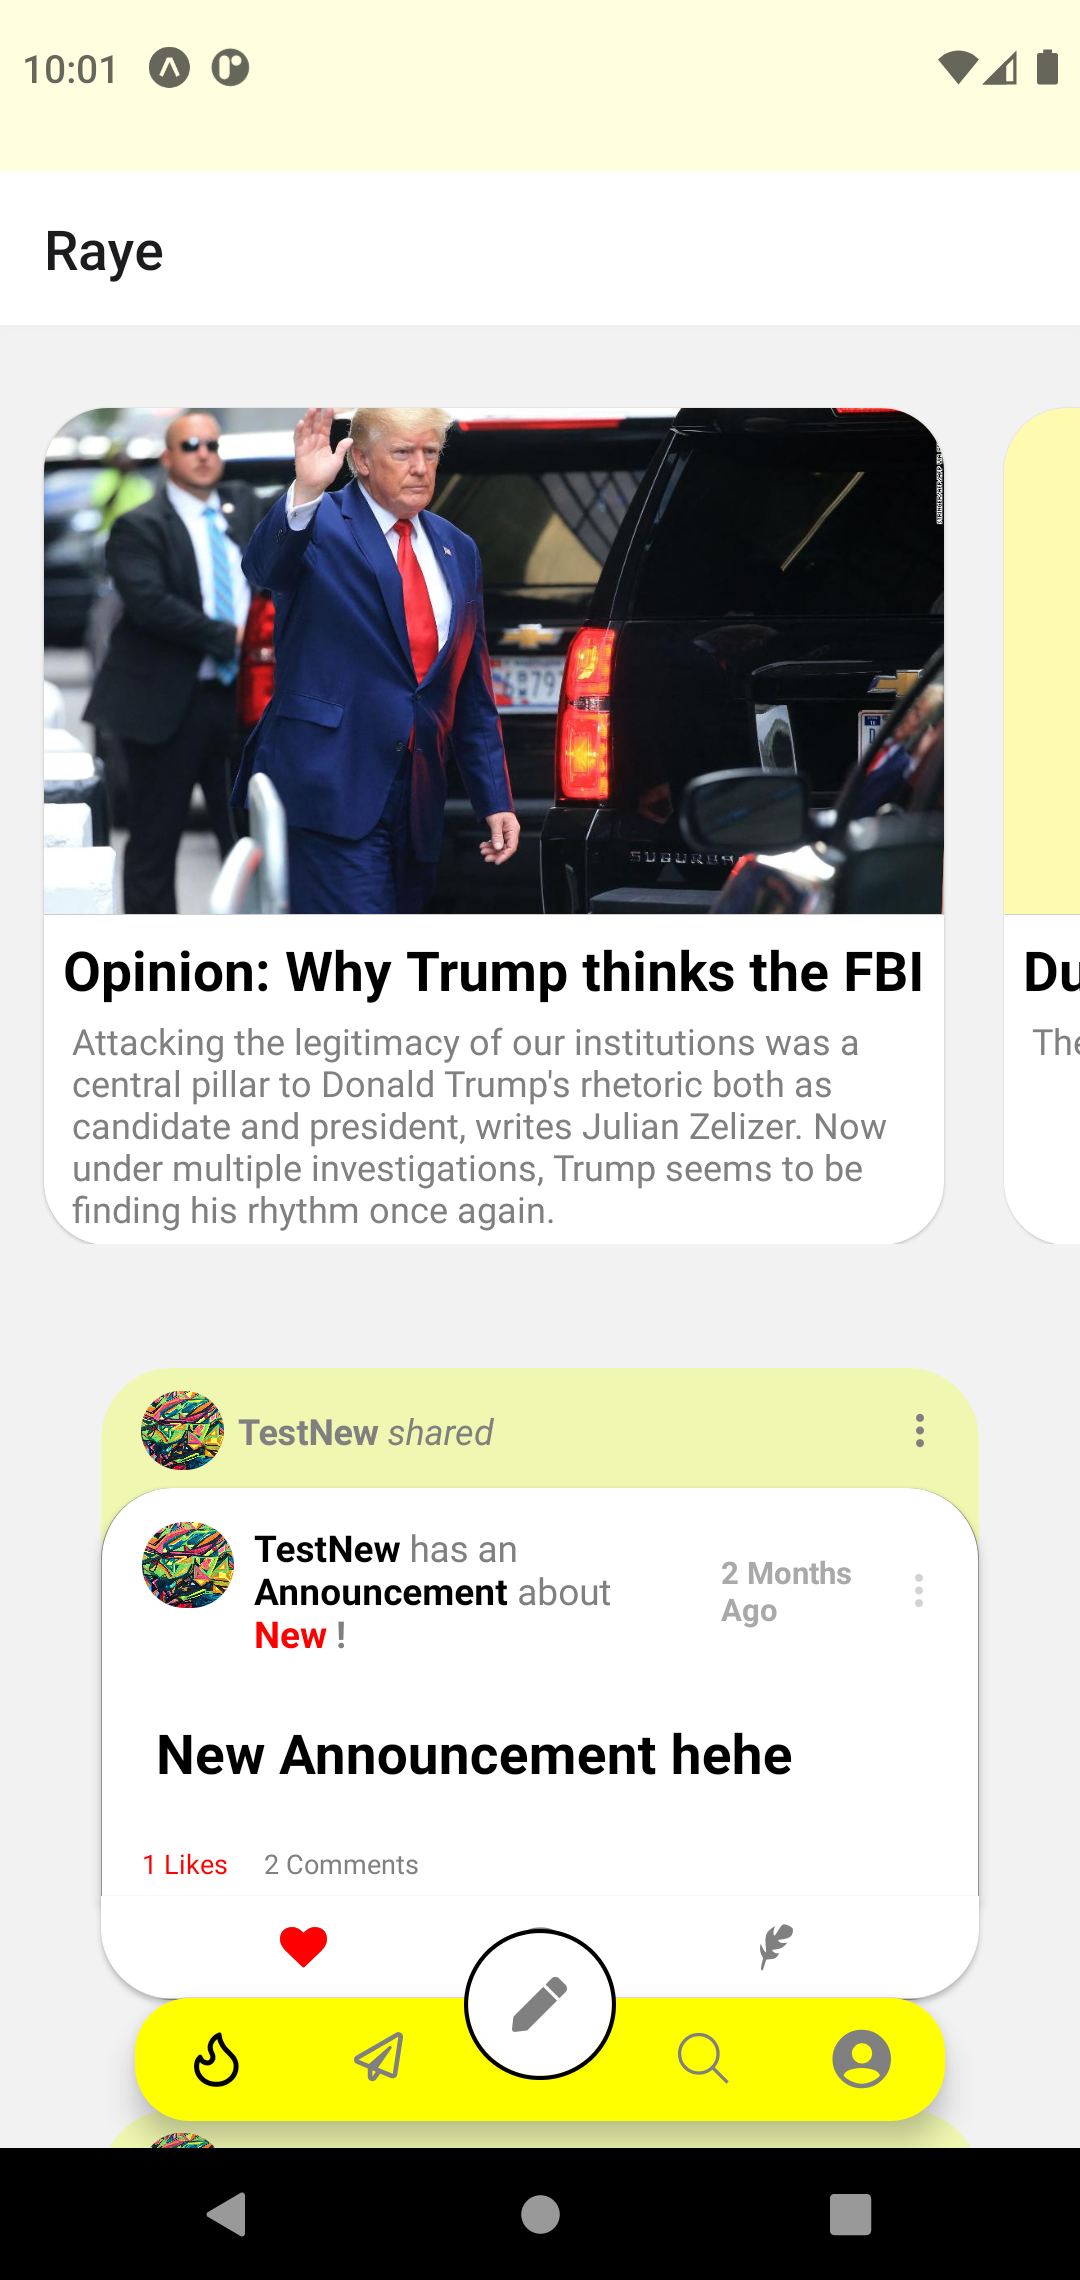 10:01
Raye
SUBURBA
Opinion: Why Trump thinks the FBI
Attacking the legitimacy of our institutions was a
central pillar to Donald Trump's rhetoric both as
candidate and president, writes Julian Zelizer. Now
under multiple investigations, Trump seems to be
finding his rhythm once again.
Du
The
TestNew shared
TestNew has an
Announcement about
New !
2 Months
Ago
New Announcement hehe
1 Likes 2 Comments